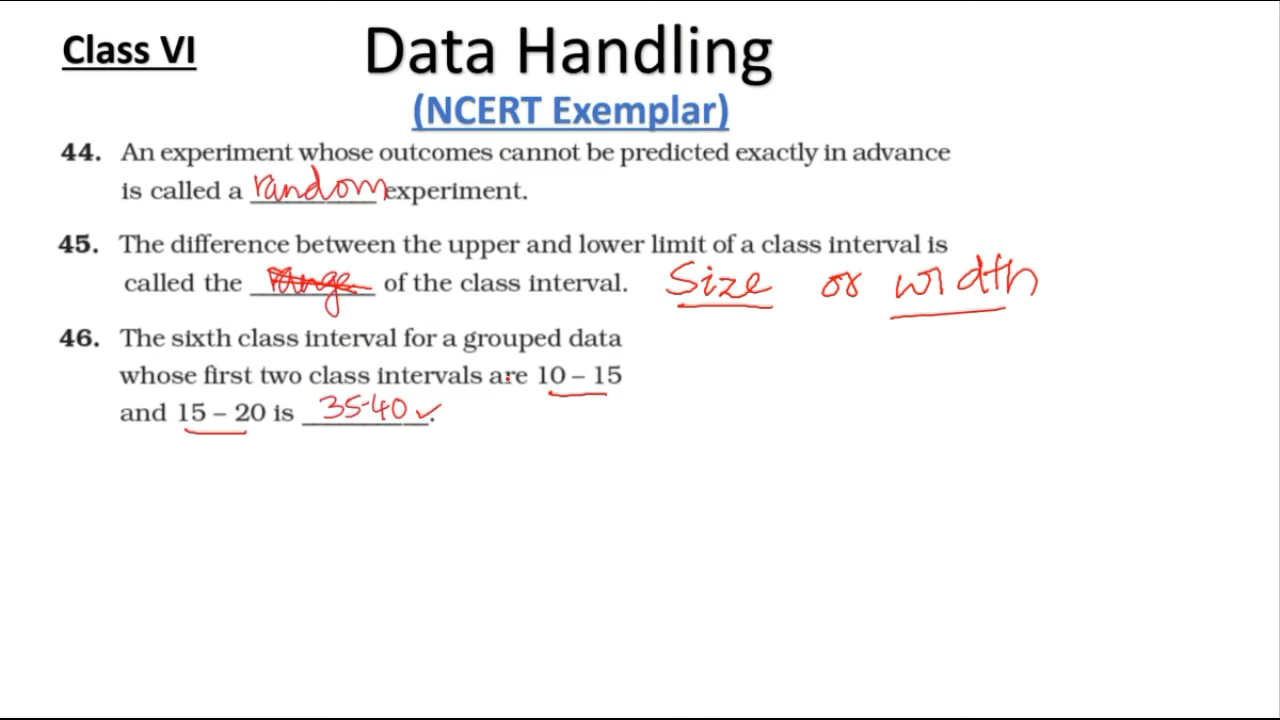 Class VI
Data Handling
(NCERT Exemplar)
44. An experiment whose outcomes cannot be predicted exactly in advance
is called a random experiment.
45. The difference between the upper and lower limit of a class interval is
called the range of the class interval. Size or width
46. The sixth class interval for a grouped data
whose first two class intervals are 10 – 15
and 15 – 20 is 35-40 ✓.